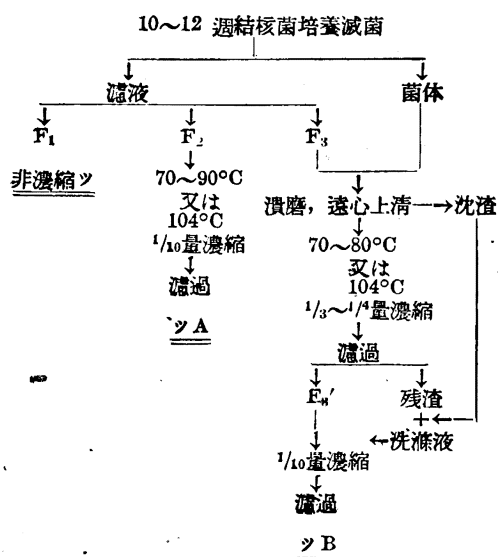 10～12 週結核菌培養滅菌
濾液
菌体
F₁
F₂
F₃
非濃縮ツ
70～90°C
又は
104°C
1/10量濃縮
濾過
ツA
潰磨，遠心上清→沈渣
70～80°C
又は
104°C
1/3～1/4量濃縮
濾過
F₃′
残渣
+
洗滌液
1/10量濃縮
濾過
ツB